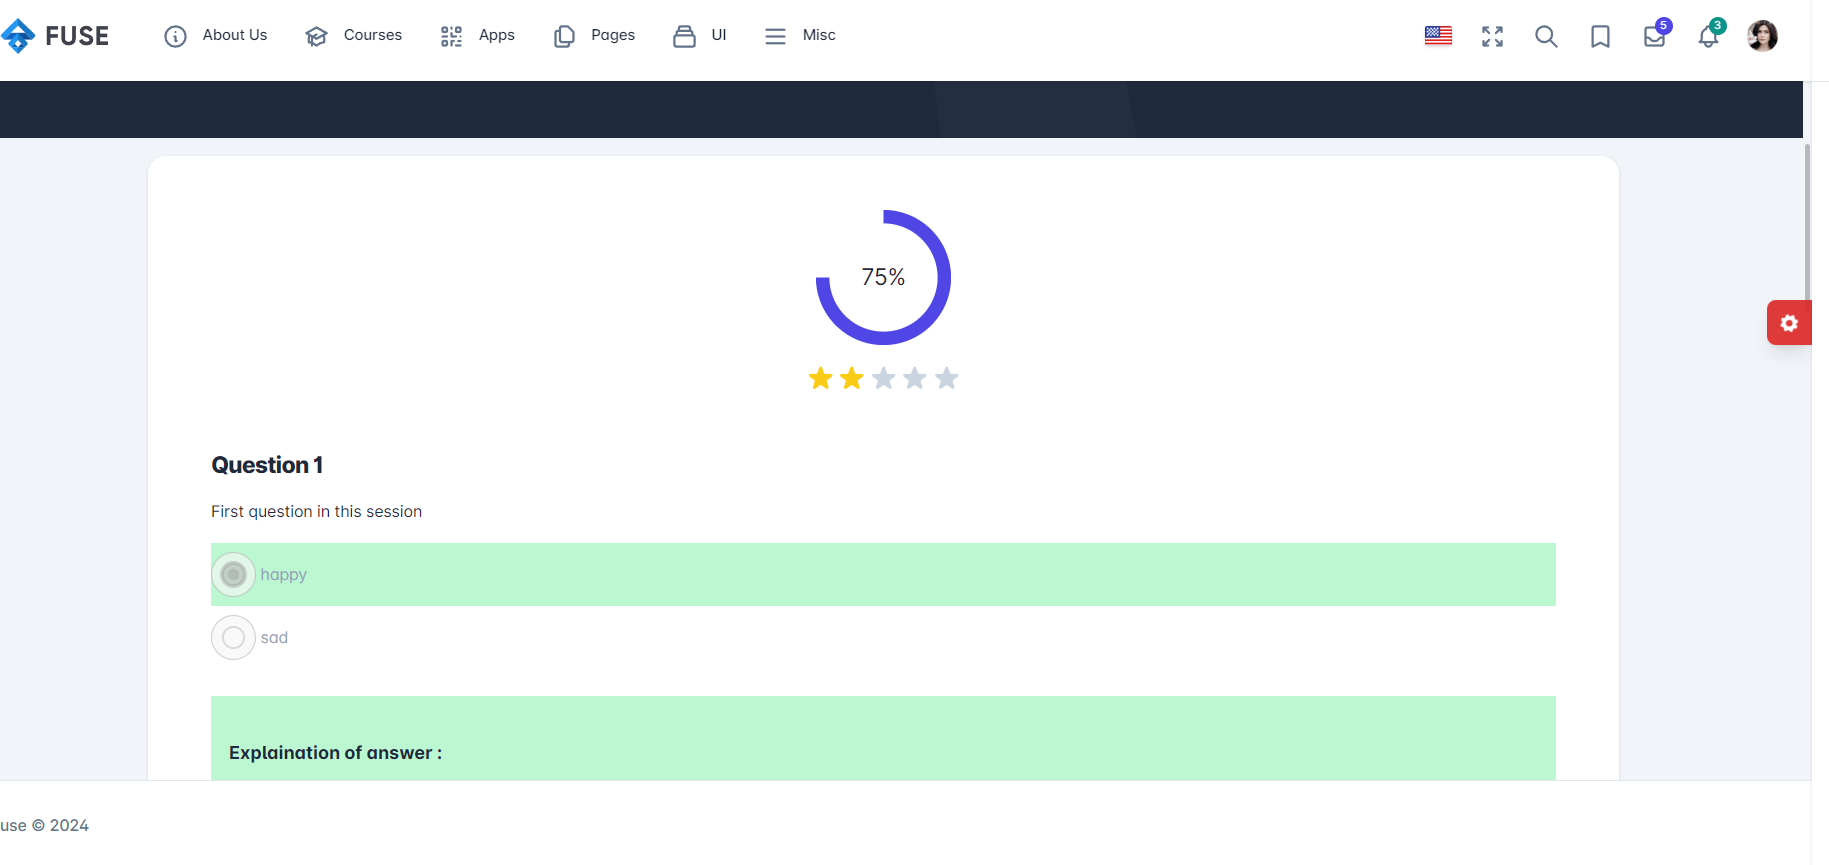 FUSE About Us Courses Apps Pages UI Misc 5 3
75%
Question 1
First question in this session
happy
sad
Explaination of answer :
use © 2024